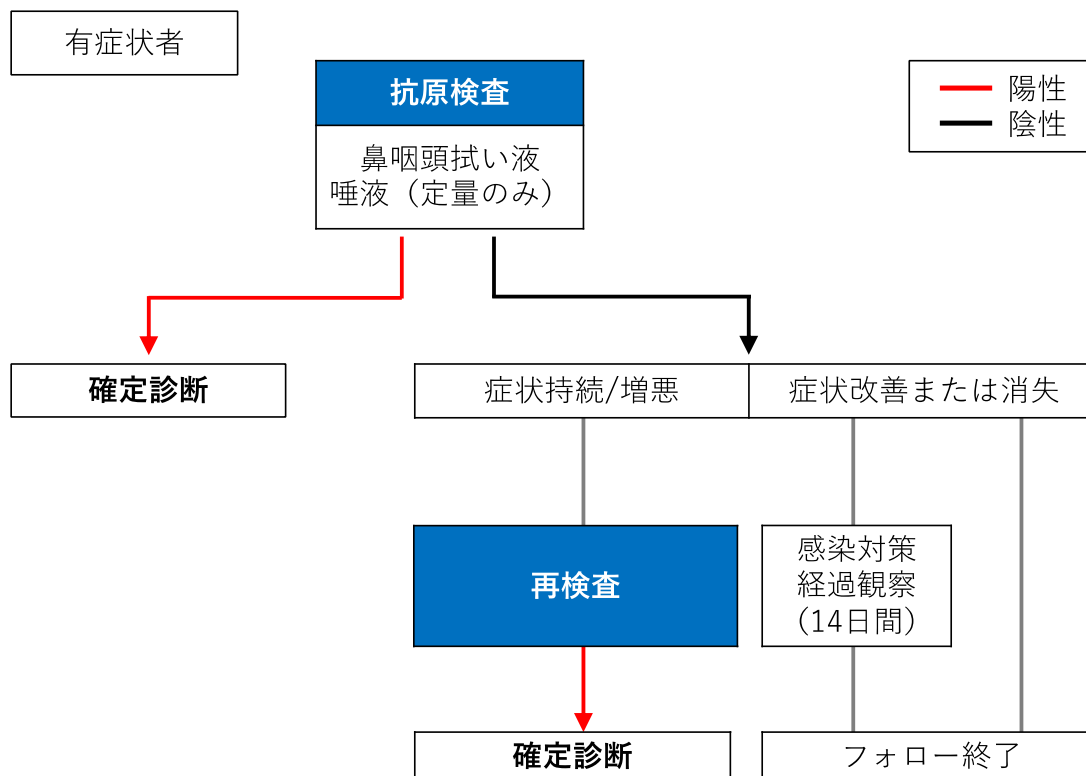 有症状者
抗原検査
鼻咽頭拭い液
唾液（定量のみ）
陽性
陰性
確定診断
症状持続/増悪
症状改善または消失
再検査
感染対策
経過観察
(14日間)
確定診断
フォロー終了